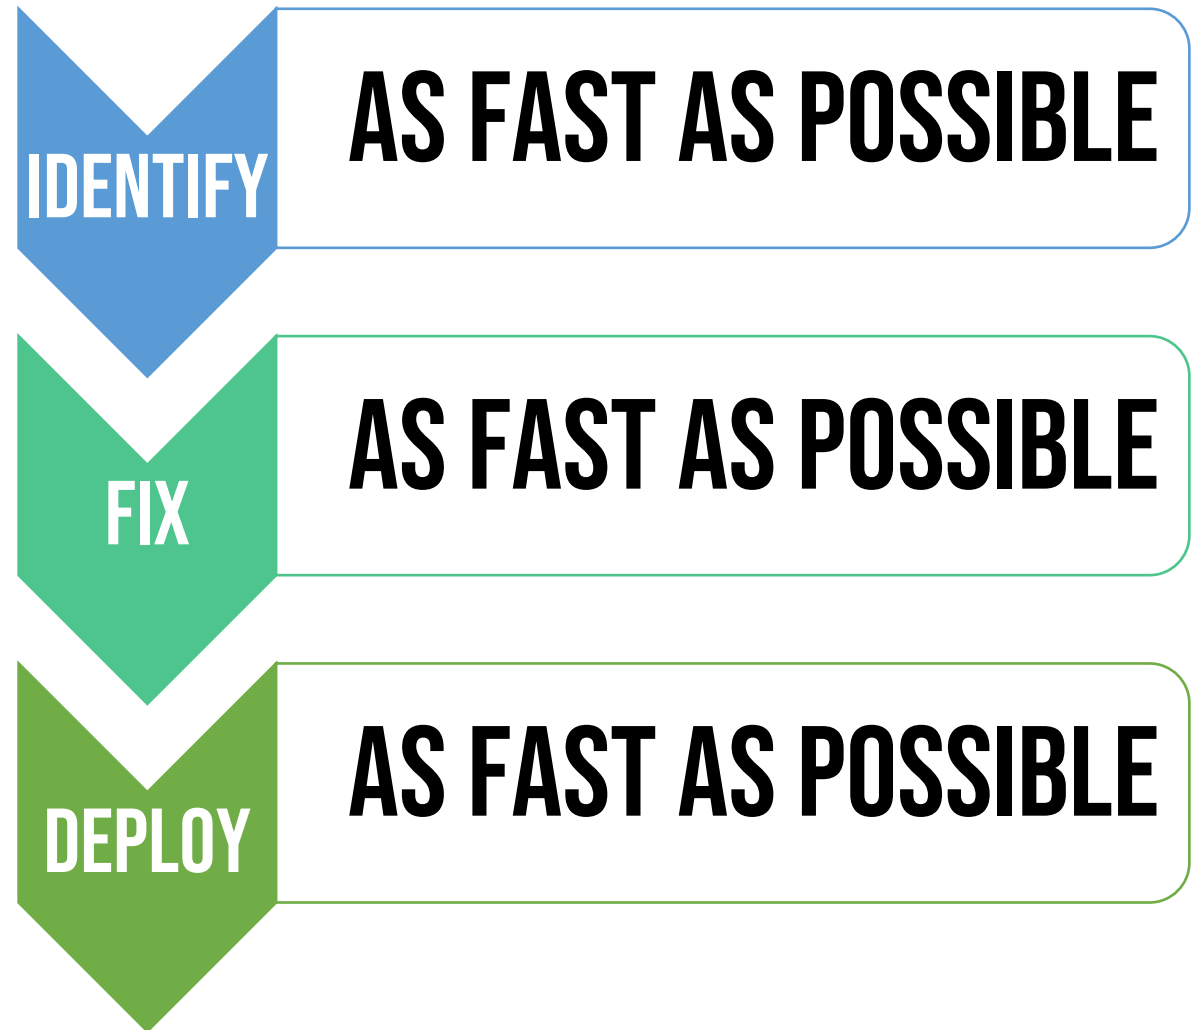 IDENTIFY
AS FAST AS POSSIBLE
FIX
AS FAST AS POSSIBLE
DEPLOY
AS FAST AS POSSIBLE